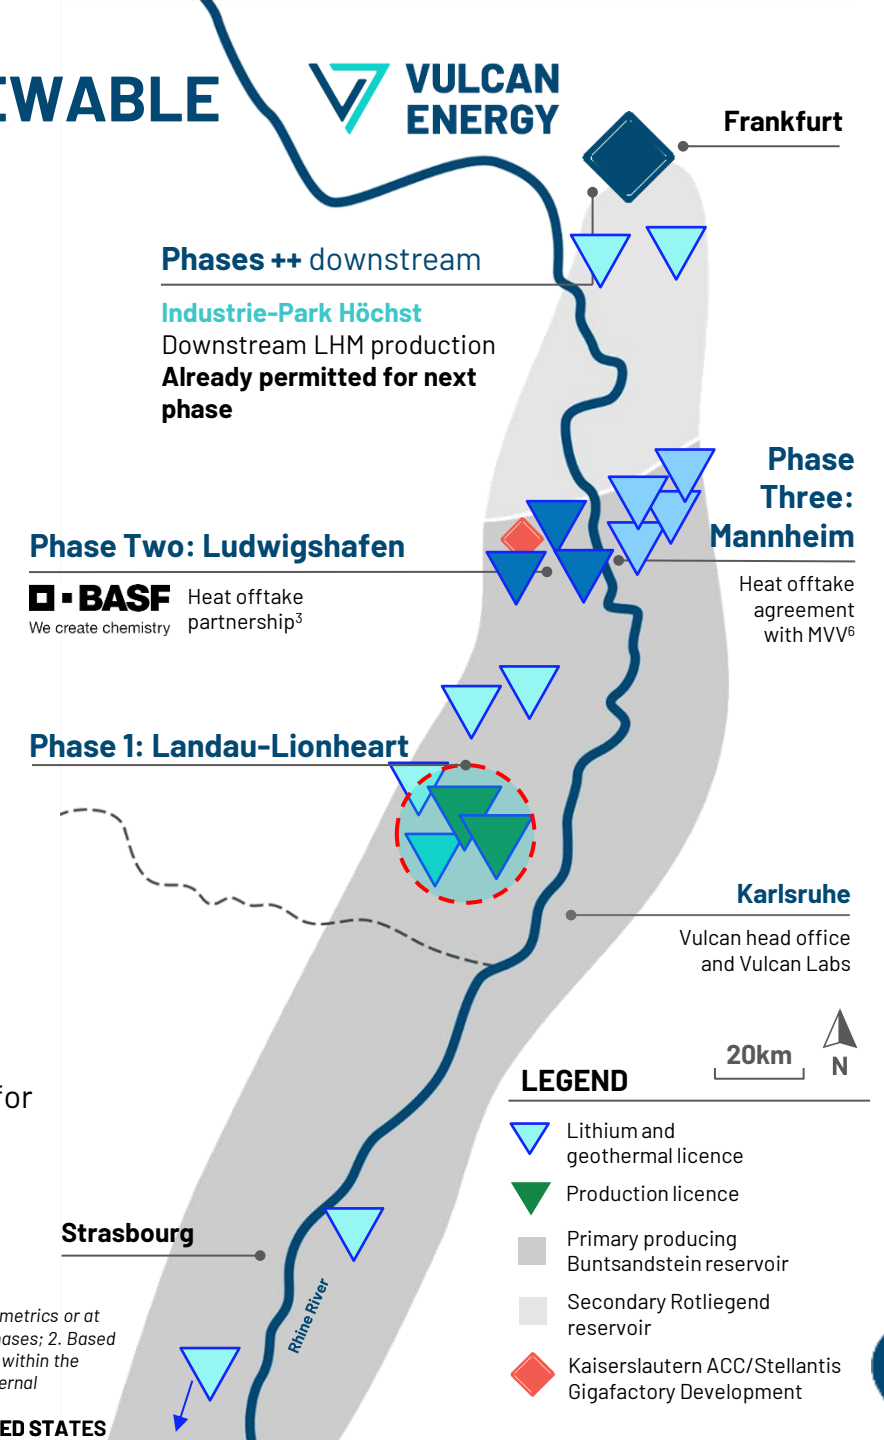 EWABLE
VULCAN
ENERGY
Frankfurt
Phases ++ downstream
Industrie-Park Höchst
Downstream LHM production
Already permitted for next
phase
Phase
Three:
Mannheim
Heat offtake
agreement
with MVV6
Phase Two: Ludwigshafen
BASF
We create chemistry
Heat offtake
partnership3
Phase 1: Landau-Lionheart
Karlsruhe
Vulcan head office
and Vulcan Labs
20km
N
for
LEGEND
Lithium and
geothermal licence
Production licence
Primary producing
Buntsandstein reservoir
Secondary Rotliegend
reservoir
Kaiserslautern ACC/Stellantis
Gigafactory Development
Strasbourg
Rhine River
metrics or at
hases; 2. Based
within the
ernal
ED STATES